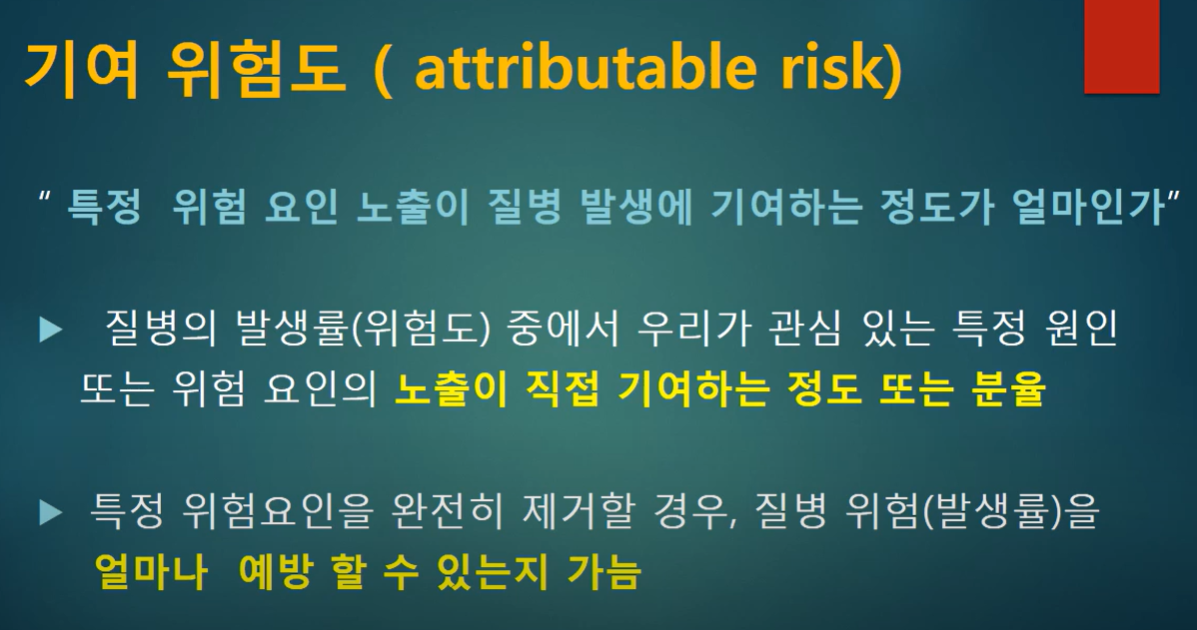 기여 위험도 ( attributable risk)
“ 특정 위험 요인 노출이 질병 발생에 기여하는 정도가 얼마인가”
질병의 발생률(위험도) 중에서 우리가 관심 있는 특정 원인
또는 위험 요인의 노출이 직접 기여하는 정도 또는 분율
특정 위험요인을 완전히 제거할 경우, 질병 위험(발생률)을
얼마나 예방 할 수 있는지 가늠